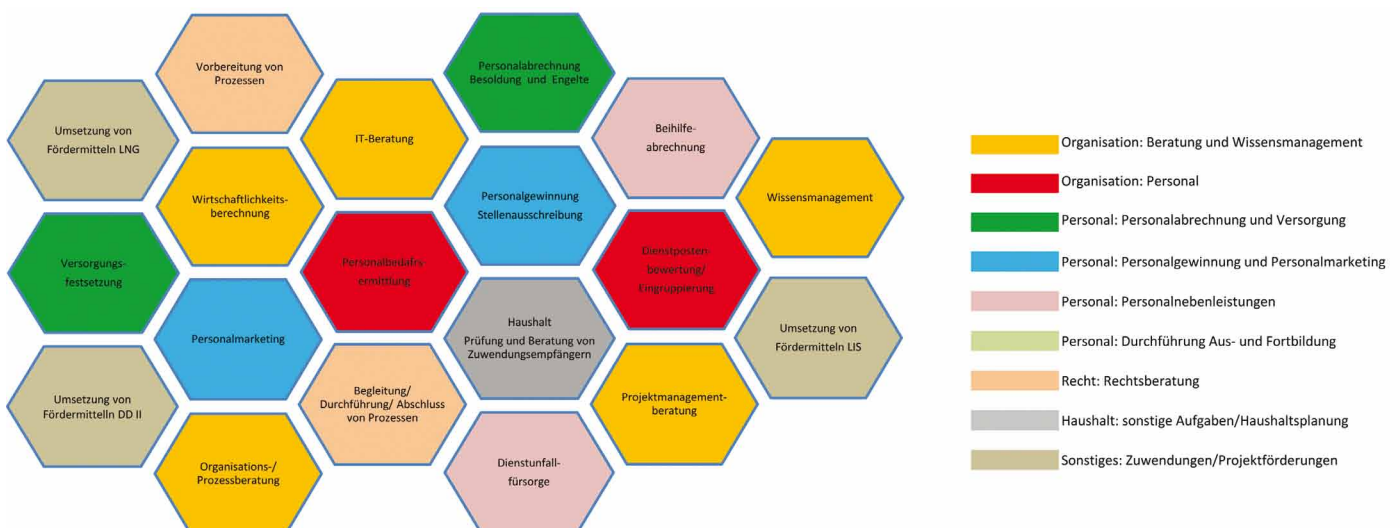 Vorbereitung von
Prozessen
Personalabrechnung
Besoldung und Engelte
Umsetzung von
Fördermitteln LNG
IT-Beratung
Beihilfe-
abrechnung
Wirtschaftlichkeits-
berechnung
Personalgewinnung
Stellenausschreibung
Wissensmanagement
Versorgungs-
festsetzung
Personalbedafrs-
ermittlung
Dienstposten-
bewertung/
Eingruppierung
Personalmarketing
Haushalt
Prüfung und Beratung von
Zuwendungsempfängern
Umsetzung von
Fördermitteln LIS
Umsetzung von
Fördermittelln DD II
Begleitung/
Durchführung/ Abschluss
von Prozessen
Projektmanagement-
beratung
Organisations-/
Prozessberatung
Dienstunfall-
fürsorge
Organisation: Beratung und Wissensmanagement
Organisation: Personal
Personal: Personalabrechnung und Versorgung
Personal: Personalgewinnung und Personalmarketing
Personal: Personalnebenleistungen
Personal: Durchführung Aus- und Fortbildung
Recht: Rechtsberatung
Haushalt: sonstige Aufgaben/Haushaltsplanung
Sonstiges: Zuwendungen/Projektförderungen